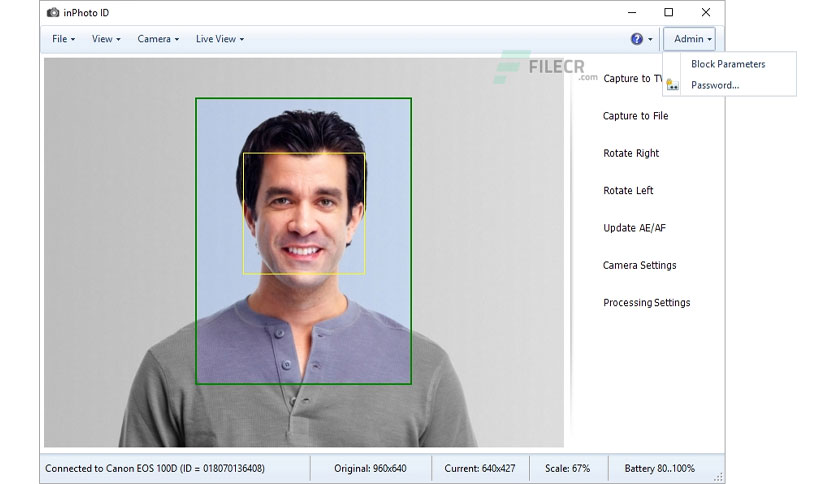 inPhoto ID
File View Camera Live View ? Admin
Block Parameters
Password...
FILECR
.com
Capture to TV
Capture to File
Rotate Right
Rotate Left
Update AE/AF
Camera Settings
Processing Settings
Connected to Canon EOS 100D (ID = 018070136408) Original: 960x640 Current: 640x427 Scale: 67% Battery 80..100%